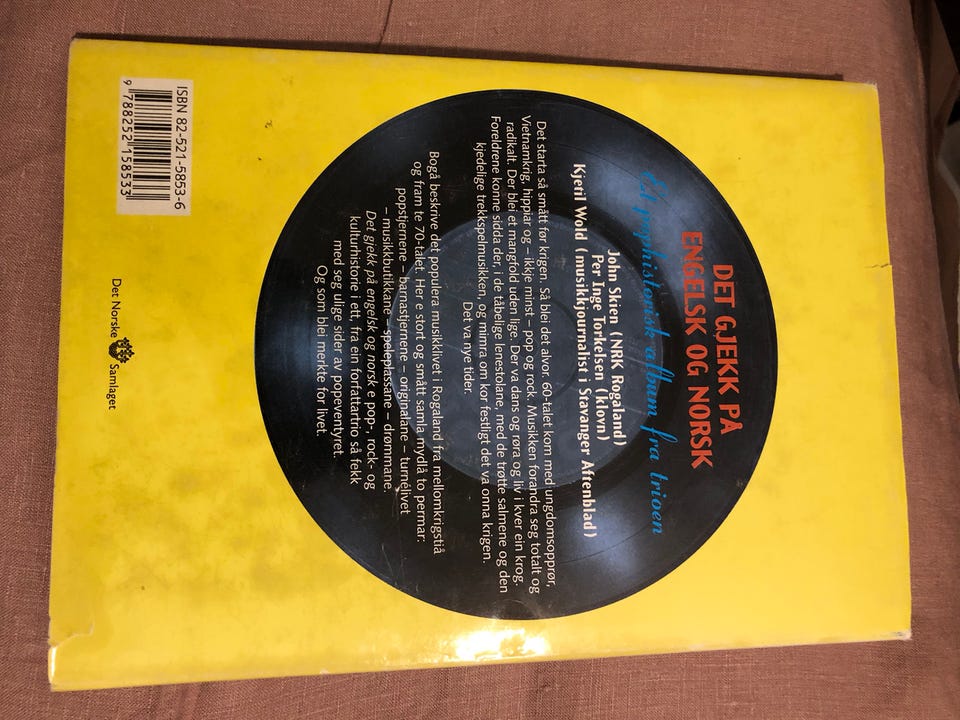 DET GJEKK PÅ
ENGELSK OG NORSK
Et pophistorisk album fra trioen
John Skien (NRK Rogaland)
Per Inge Torkelsen (klovn)
Kjetil Wold (musikkjournalist i Stavanger Aftenblad)
Det starta så smått før krigen. Så blei det alvor. 60-talet kom med ungdomsopprør,
Vietnamkrig, hippiar og – ikkje minst – pop og rock. Musikken forandra seg totalt og
radikalt. Der blei et mangfold uden lige. Der va dans og røra og liv i kver ein krog.
Foreldrene konne sidda der, i de tåbelige lenestolane, med de trøtte salmene og den
kjedelige trekkspelmusikken, og mimra om kor festligt det va onna krigen.
Det va nye tider.
Bogå beskrive det populera musikklivet i Rogaland fra mellomkrigstiå
og fram te 70-talet. Her e stort og smått samla mydlå to permar:
popstjernene – barnastjernene – originalane – turnélivet
– musikkbutikkane – speleplassane – drømmane.
Det gjekk på engelsk og norsk e pop-, rock- og
kulturhistorie i ett, fra ein forfattartrio så fekk
med seg ulige sider av popeventyret.
Og som blei merkte for livet.
ISBN 82-521-5853-6
9 788252 158533
Det Norske Samlaget